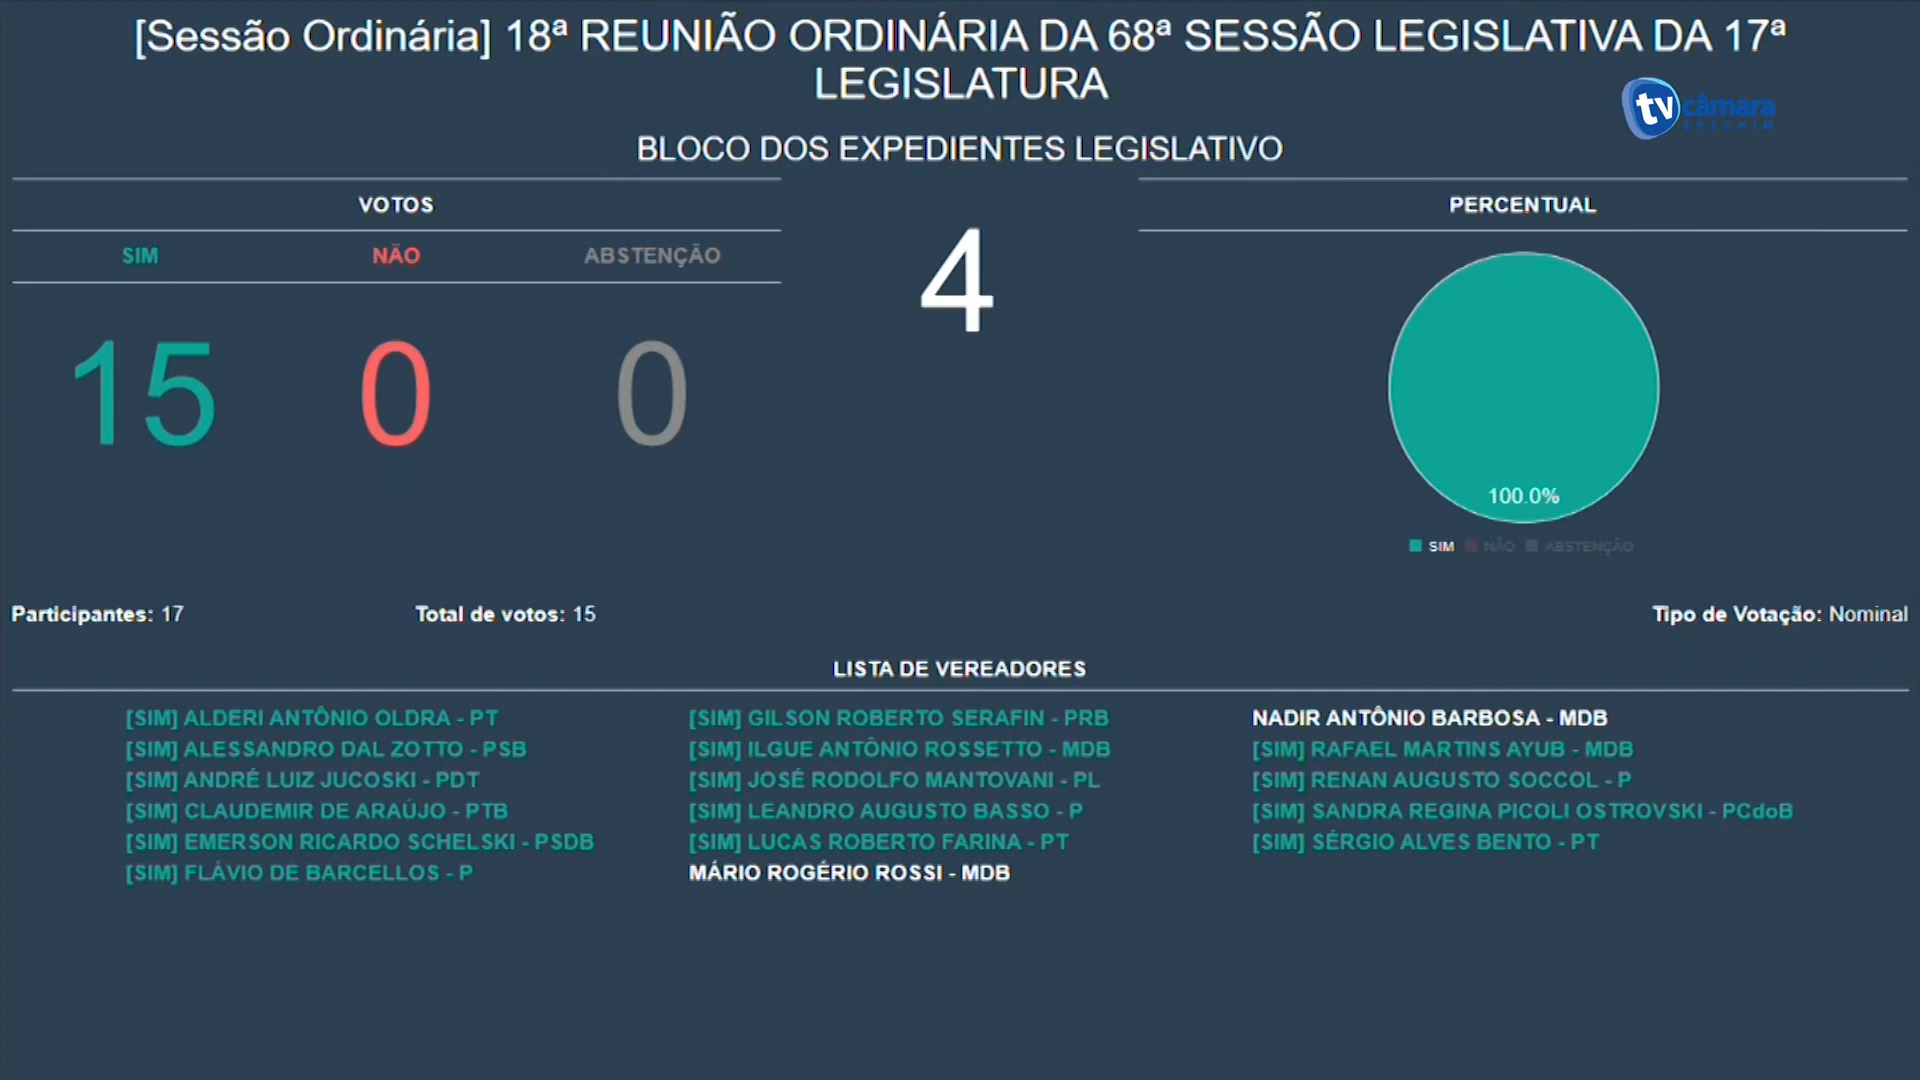 [Sessão Ordinária] 18ª REUNIÃO ORDINÁRIA DA 68ª SESSÃO LEGISLATIVA DA 17ª
LEGISLATURA
tv câmara
ERECHIM
BLOCO DOS EXPEDIENTES LEGISLATIVO
VOTOS
SIM NÃO ABSTENÇÃO
15 0 0
4
PERCENTUAL
100.0%
SIM NÃO ABSTENÇÃO
Participantes: 17 Total de votos: 15 Tipo de Votação: Nominal
LISTA DE VEREADORES
[SIM] ALDERI ANTÔNIO OLDRA - PT
[SIM] ALESSANDRO DAL ZOTTO - PSB
[SIM] ANDRÉ LUIZ JUCOSKI - PDT
[SIM] CLAUDEMIR DE ARAÚJO - PTB
[SIM] EMERSON RICARDO SCHELSKI - PSDB
[SIM] FLÁVIO DE BARCELLOS - P
[SIM] GILSON ROBERTO SERAFIN - PRB
[SIM] ILGUE ANTÔNIO ROSSETTO - MDB
[SIM] JOSÉ RODOLFO MANTOVANI - PL
[SIM] LEANDRO AUGUSTO BASSO - P
[SIM] LUCAS ROBERTO FARINA - PT
MÁRIO ROGÉRIO ROSSI - MDB
NADIR ANTÔNIO BARBOSA - MDB
[SIM] RAFAEL MARTINS AYUB - MDB
[SIM] RENAN AUGUSTO SOCCOL - P
[SIM] SANDRA REGINA PICOLI OSTROVSKI - PCdoB
[SIM] SÉRGIO ALVES BENTO - PT